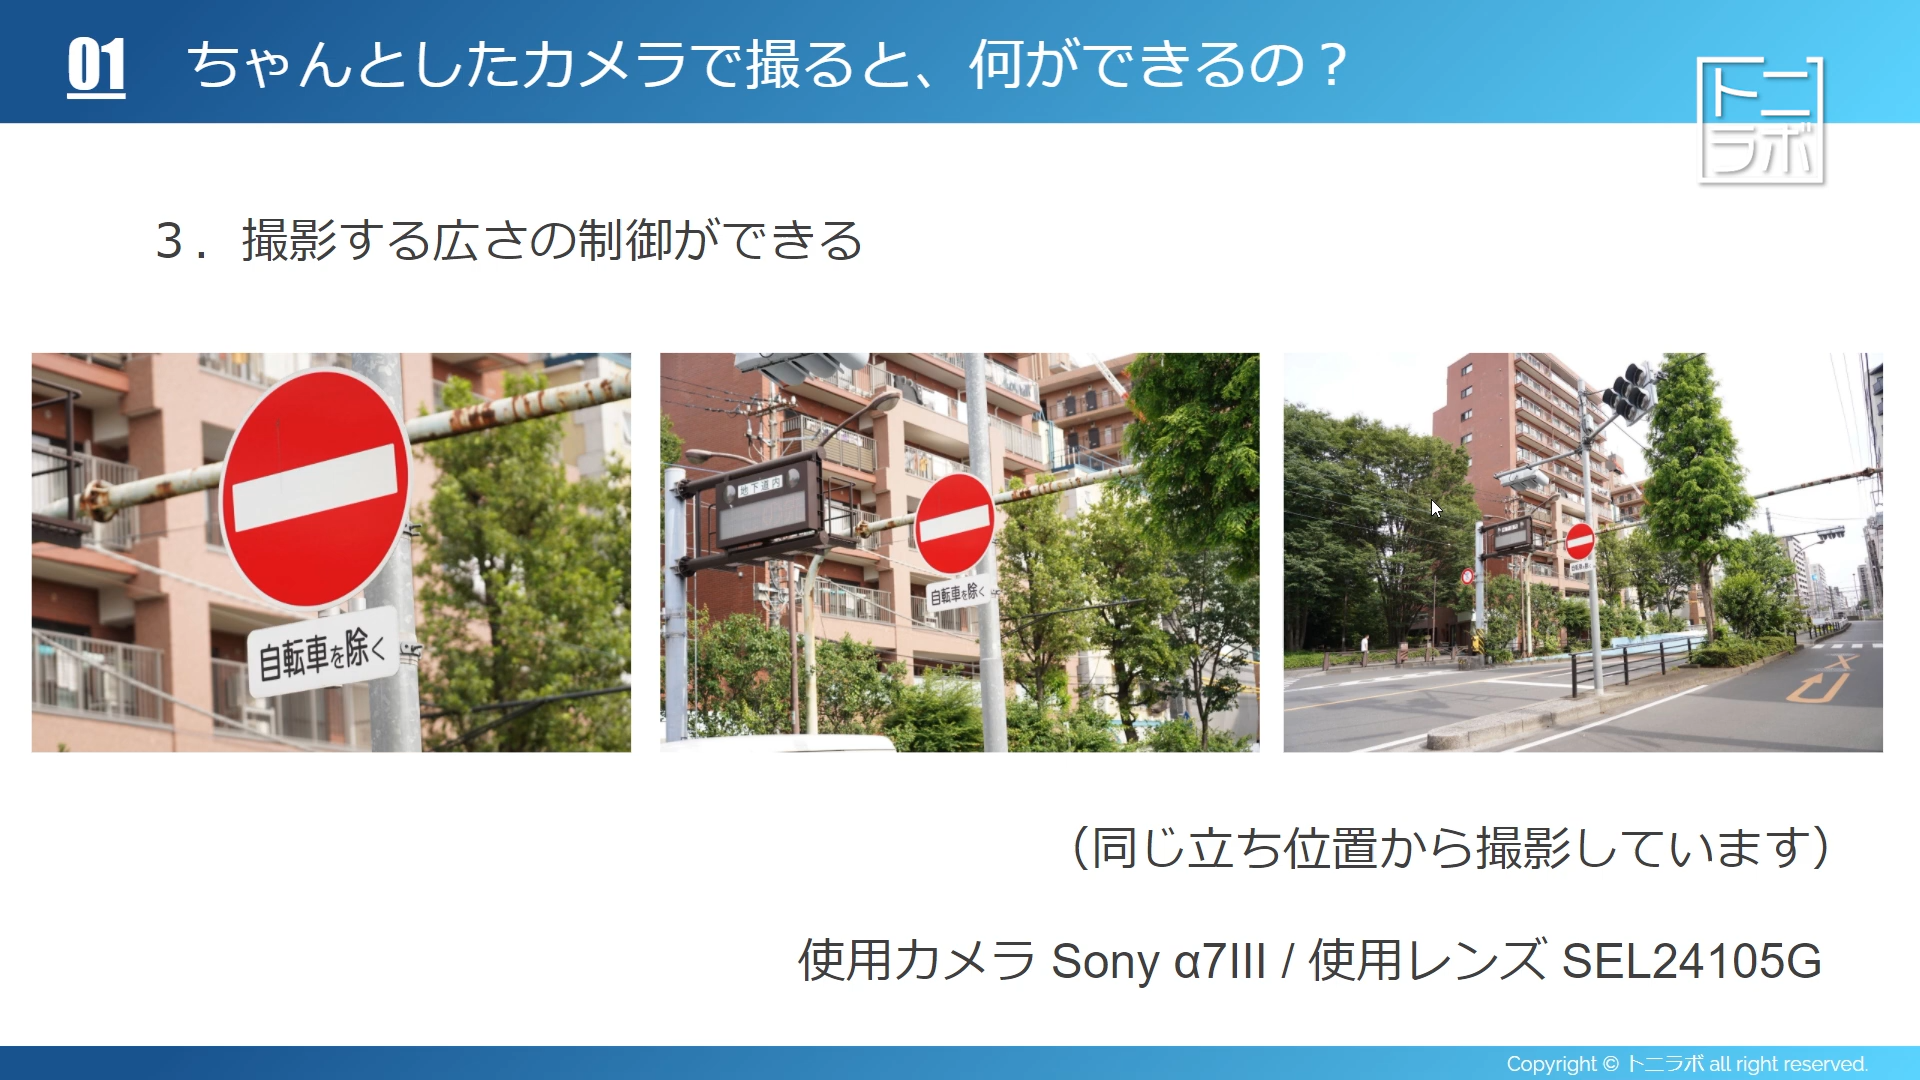 01 ちゃんとしたカメラで撮ると、何ができるの？
トニ
ラボ
３．撮影する広さの制御ができる
自転車を除く
地下道内
自転車を除く
（同じ立ち位置から撮影しています）
使用カメラ Sony α7III / 使用レンズ SEL24105G
Copyright © トニラボ all right reserved.